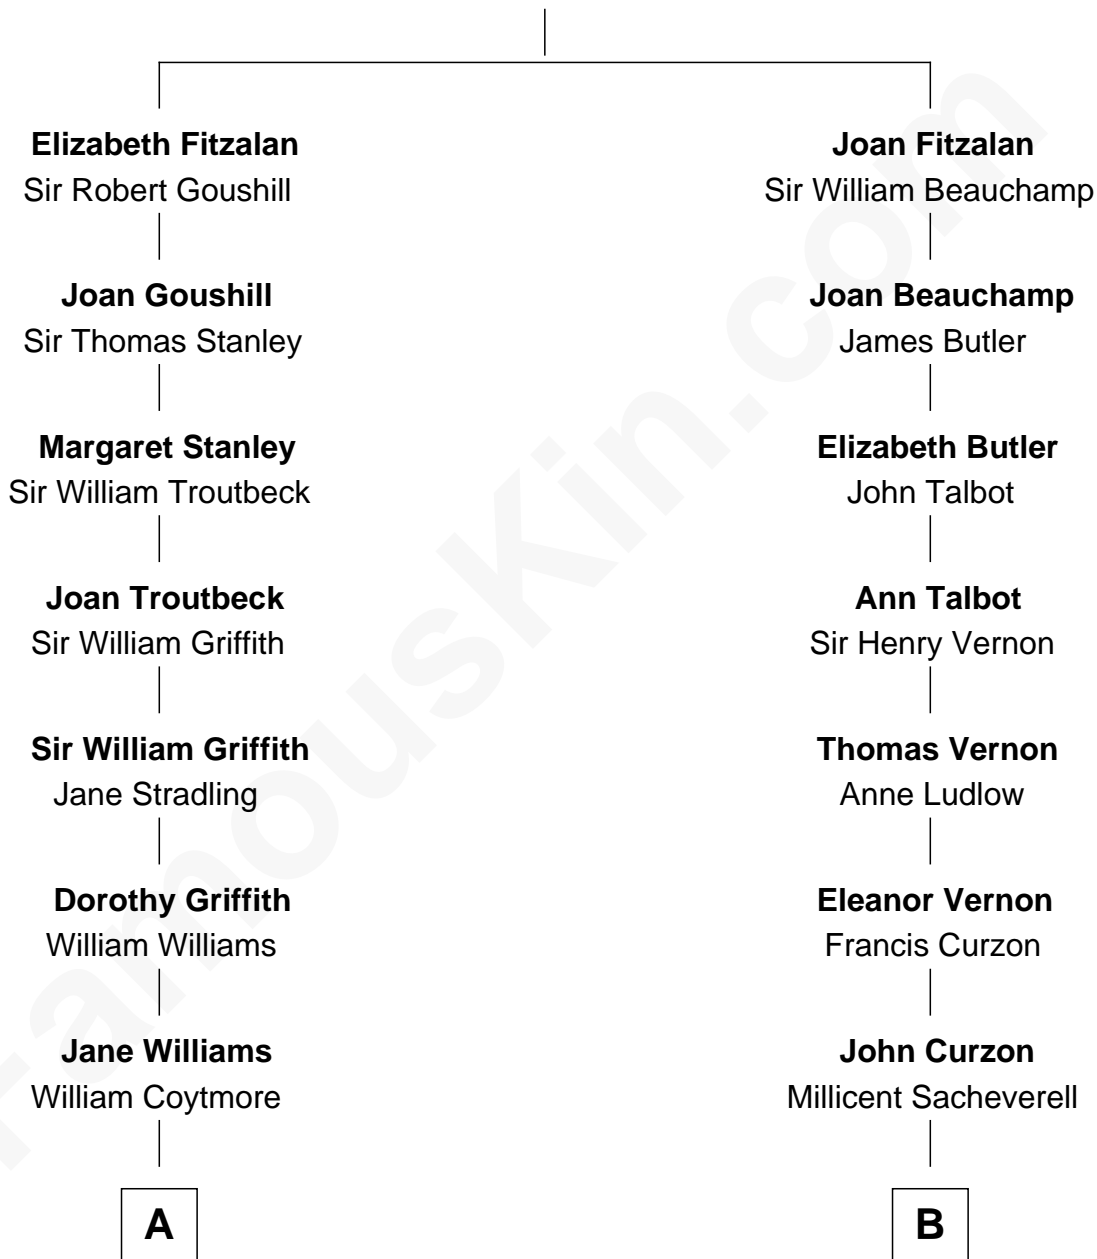 Elizabeth Fitzalan
Sir Robert Goushill
Joan Goushill
Sir Thomas Stanley
Margaret Stanley
Sir William Troutbeck
Joan Troutbeck
Sir William Griffith
Sir William Griffith
Jane Stradling
Dorothy Griffith
William Williams
Jane Williams
William Coytmore
A
Joan Fitzalan
Sir William Beauchamp
Joan Beauchamp
James Butler
Elizabeth Butler
John Talbot
Ann Talbot
Sir Henry Vernon
Thomas Vernon
Anne Ludlow
Eleanor Vernon
Francis Curzon
John Curzon
Millicent Sacheverell
B
FamousKin.com